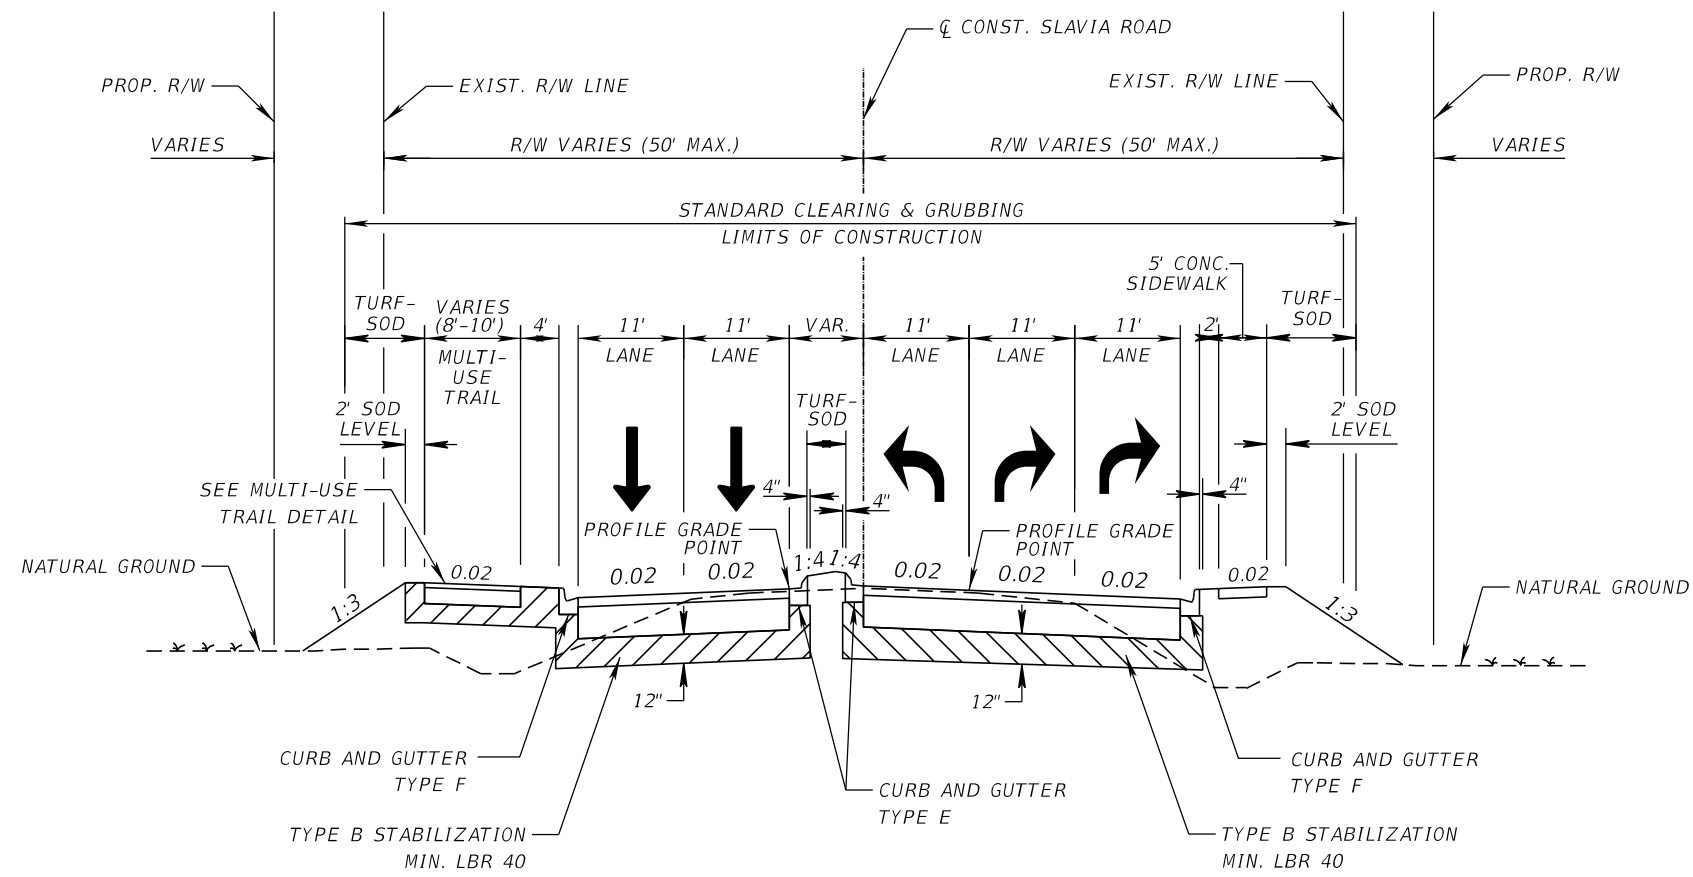 ℄ CONST. SLAVIA ROAD
PROP. R/W
EXIST. R/W LINE
EXIST. R/W LINE
PROP. R/W
VARIES
R/W VARIES (50' MAX.)
R/W VARIES (50' MAX.)
VARIES
STANDARD CLEARING & GRUBBING
LIMITS OF CONSTRUCTION
5' CONC.
SIDEWALK
TURF-
SOD
VARIES
(8'-10')
4'
11'
11'
VAR.
11'
11'
11'
2'
TURF-
SOD
MULTI-
USE
TRAIL
LANE
LANE
LANE
LANE
LANE
2' SOD
LEVEL
TURF-
SOD
2' SOD
LEVEL
SEE MULTI-USE
TRAIL DETAIL
4"
4"
4"
PROFILE GRADE
POINT
PROFILE GRADE
POINT
NATURAL GROUND
1:3
0.02
0.02
0.02
1:4
1:4
0.02
0.02
0.02
0.02
1:3
NATURAL GROUND
12"
12"
CURB AND GUTTER
TYPE F
CURB AND GUTTER
TYPE E
CURB AND GUTTER
TYPE F
TYPE B STABILIZATION
MIN. LBR 40
TYPE B STABILIZATION
MIN. LBR 40